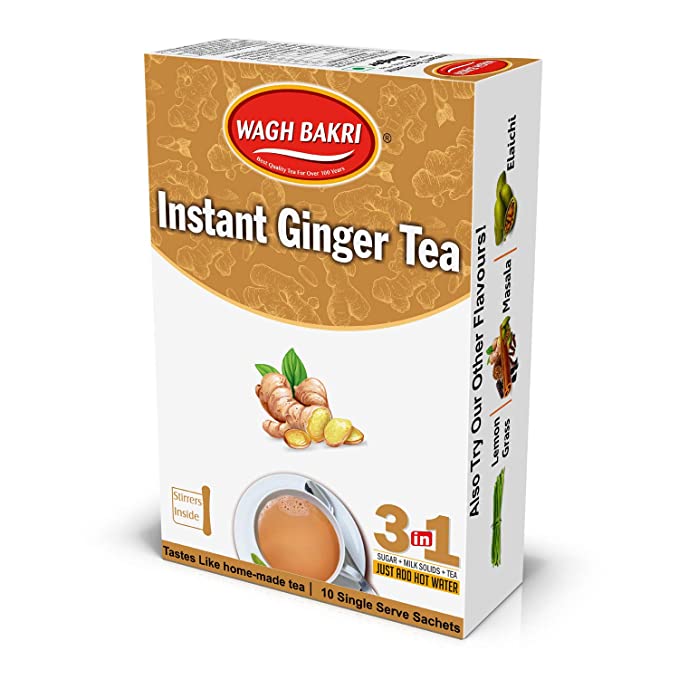 WAGH BAKRI
®
Best Quality Tea For Over 100 Years
Instant Ginger Tea
Stirrers
Inside
3 in 1
SUGAR + MILK SOLIDS + TEA
JUST ADD HOT WATER
Tastes Like home-made tea | 10 Single Serve Sachets
Also Try Our Other Flavours!
Lemon
Grass
Masala
Elaichi